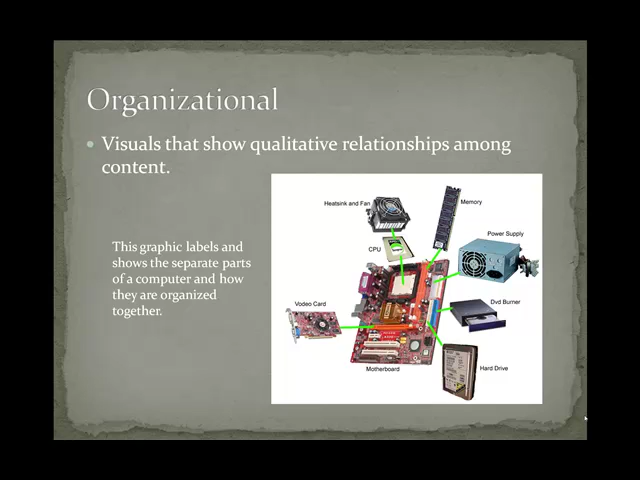 Organizational
• Visuals that show qualitative relationships among
content.
This graphic labels and
shows the separate parts
of a computer and how
they are organized
together.
Heatsink and Fan
Memory
CPU
Power Supply
Vodeo Card
Dvd Burner
Motherboard
Hard Drive